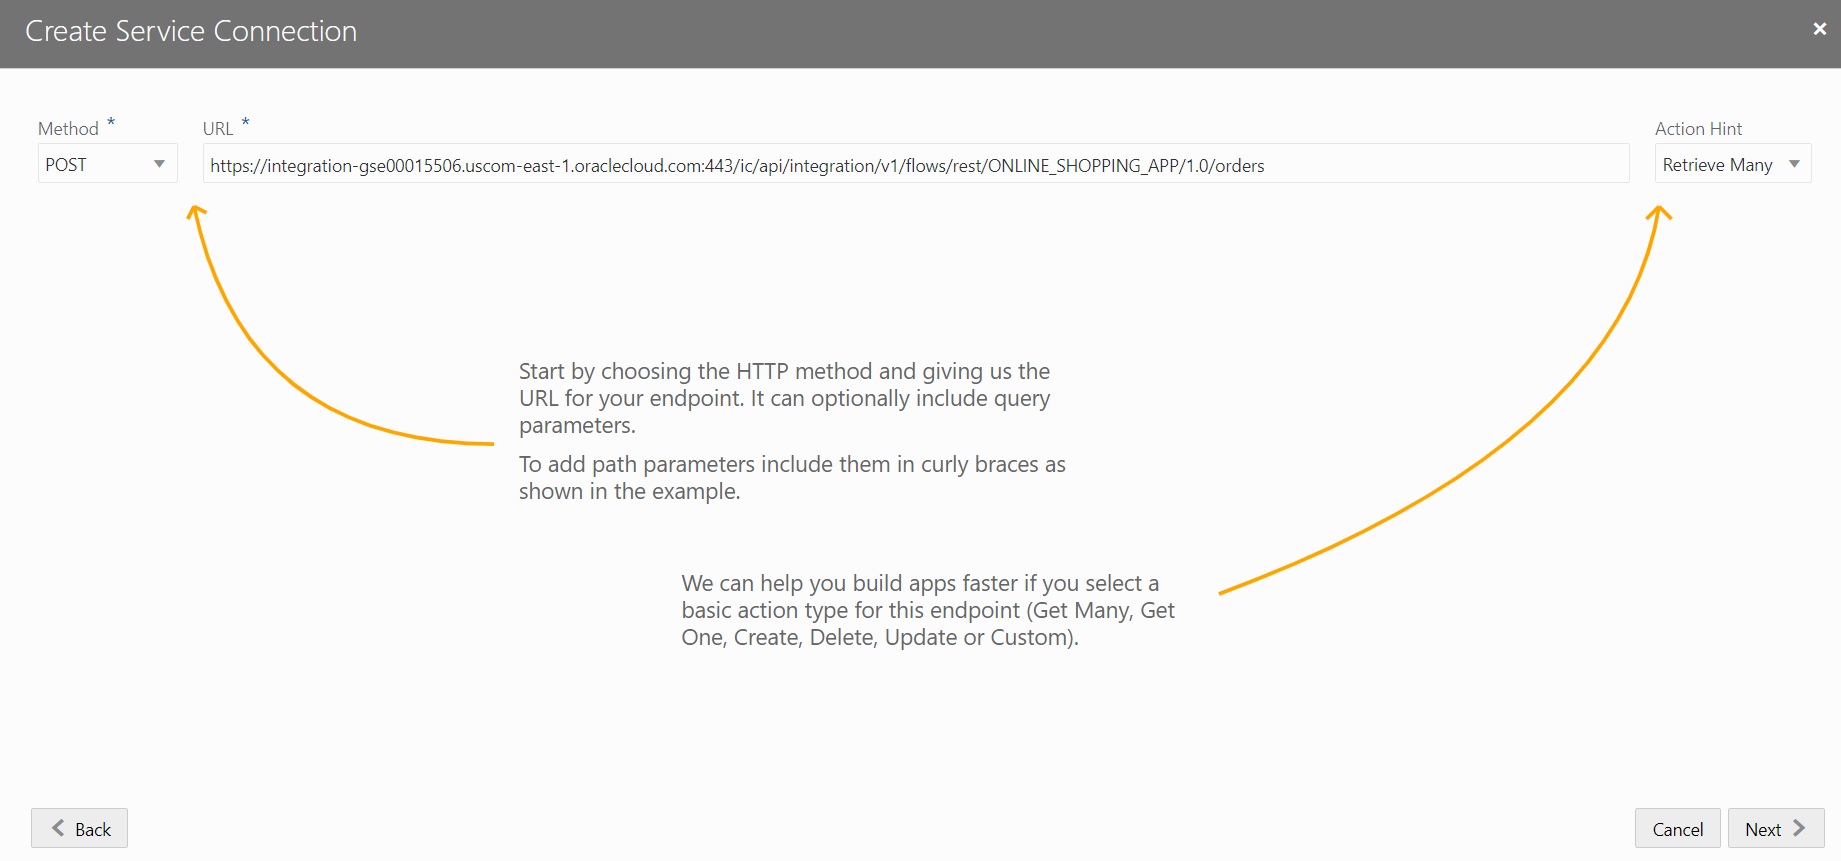 Create Service Connection
×
Method *
URL *
Action Hint
POST
https://integration-gse00015506.uscom-east-1.oraclecloud.com:443/ic/api/integration/v1/flows/rest/ONLINE_SHOPPING_APP/1.0/orders
Retrieve Many
Start by choosing the HTTP method and giving us the
URL for your endpoint. It can optionally include query
parameters.
To add path parameters include them in curly braces as
shown in the example.
We can help you build apps faster if you select a
basic action type for this endpoint (Get Many, Get
One, Create, Delete, Update or Custom).
Back
Cancel
Next